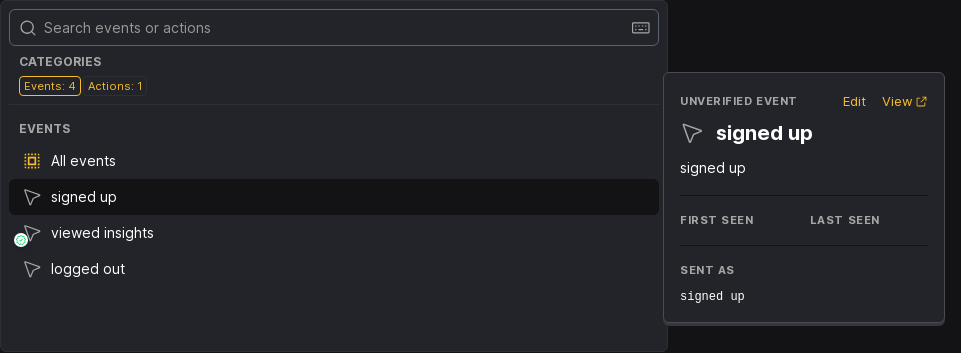 Search events or actions
CATEGORIES
Events: 4 Actions: 1
EVENTS
All events
signed up
viewed insights
logged out
UNVERIFIED EVENT Edit View
signed up
signed up
FIRST SEEN LAST SEEN
SENT AS
signed up